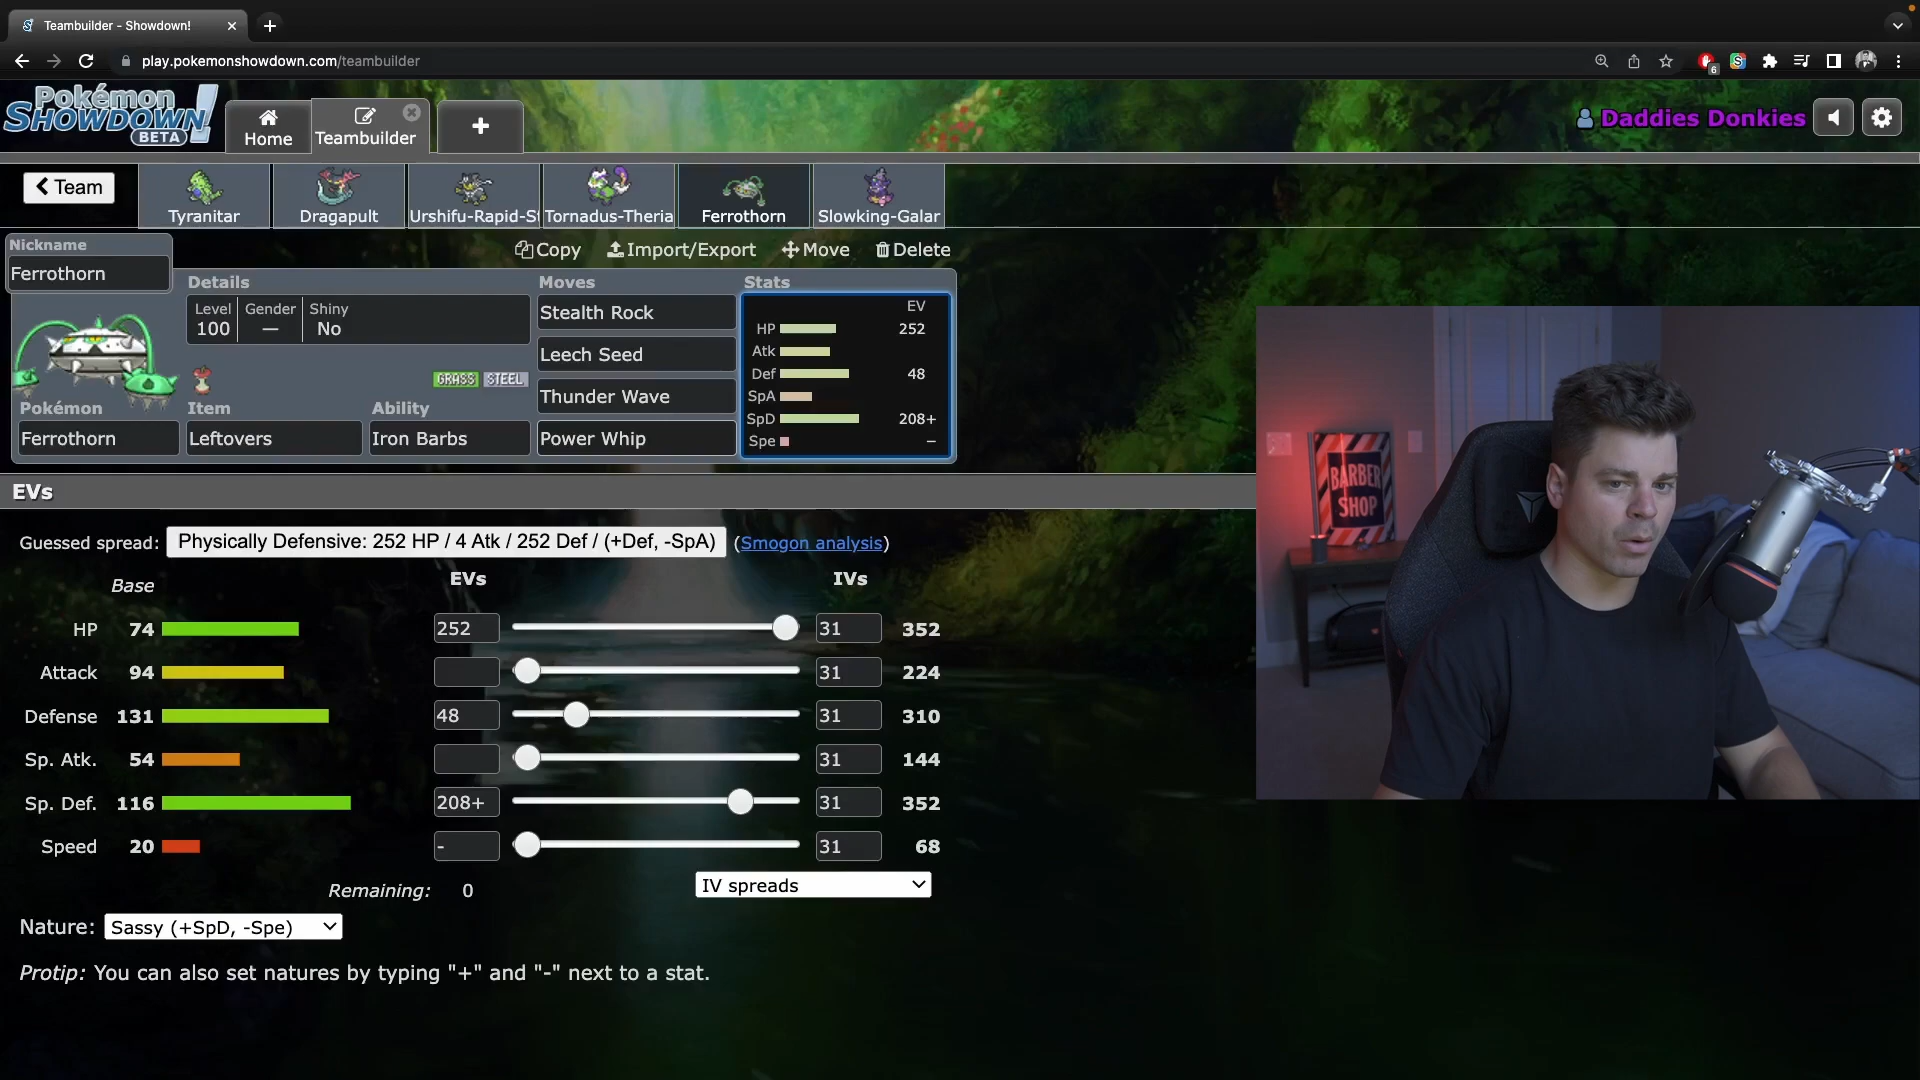 Teambuilder - Showdown!
play.pokemonshowdown.com/teambuilder
6
Pokémon
SHOWDOWN!
BETA
Home
Teambuilder
Daddies Donkies
Team
Tyranitar
Dragapult
Urshifu-Rapid-S
Tornadus-Theria
Ferrothorn
Slowking-Galar
Copy
Import/Export
Move
Delete
Nickname
Ferrothorn
Details
Level
100
Gender
—
Shiny
No
GRASS
STEEL
Pokémon
Ferrothorn
Item
Leftovers
Ability
Iron Barbs
Moves
Stealth Rock
Leech Seed
Thunder Wave
Power Whip
Stats
EV
HP 252
Atk
Def 48
SpA
SpD 208+
Spe −
EVs
Guessed spread: Physically Defensive: 252 HP / 4 Atk / 252 Def / (+Def, -SpA) (Smogon analysis)
Base EVs IVs
HP 74 252 31 352
Attack 94 31 224
Defense 131 48 31 310
Sp. Atk. 54 31 144
Sp. Def. 116 208+ 31 352
Speed 20 - 31 68
Remaining: 0
IV spreads
Nature: Sassy (+SpD, -Spe)
Protip: You can also set natures by typing "+" and "-" next to a stat.
BARBER
SHOP